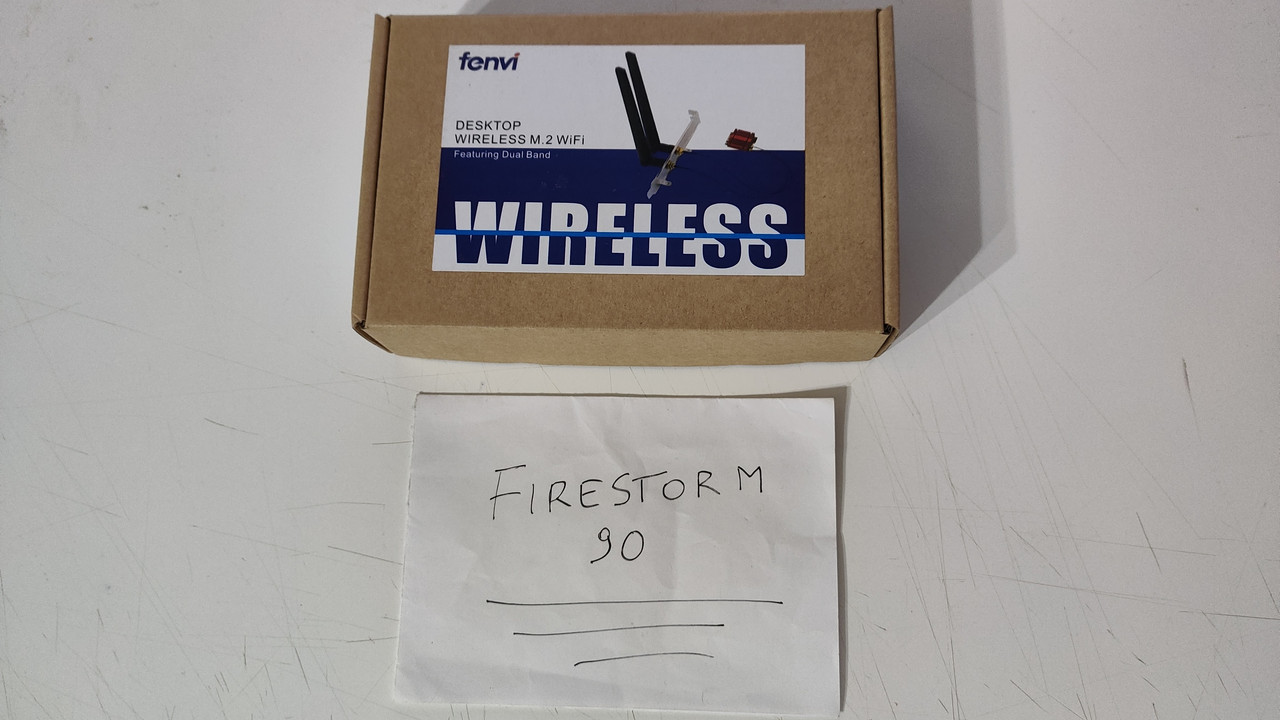 fenvi
DESKTOP
WIRELESS M.2 WiFi
Featuring Dual Band
WIRELESS
FIRESTORM
90